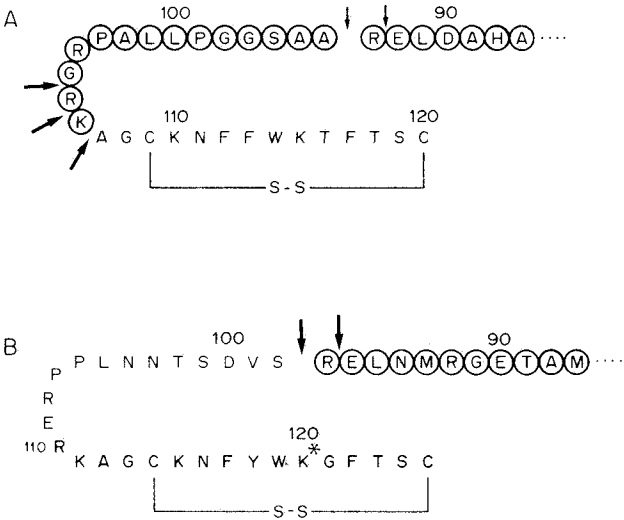 A
100 90
P A L L P G G S A A R E L D A H A ....
R
G
R
K
110 120
A G C K N F F W K T F T S C
S-S
B
100 90
P L N N T S D V S R E L N M R G E T A M ....
P
R
E
110 R
120
K A G C K N F Y W K* G F T S C
S-S